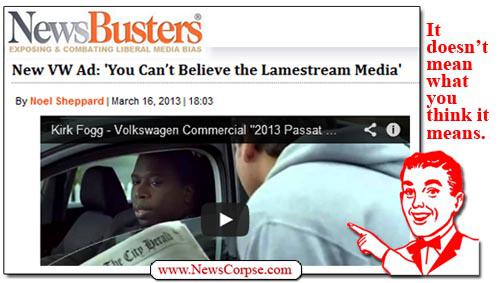 NewsBusters®
EXPOSING & COMBATING LIBERAL MEDIA BIAS
New VW Ad: 'You Can't Believe the Lamestream Media'
By Noel Sheppard | March 16, 2013 | 18:03
Kirk Fogg - Volkswagen Commercial "2013 Passat ...
The City Herald
www.NewsCorpse.com
It
doesn't
mean
what
you
think it
means.